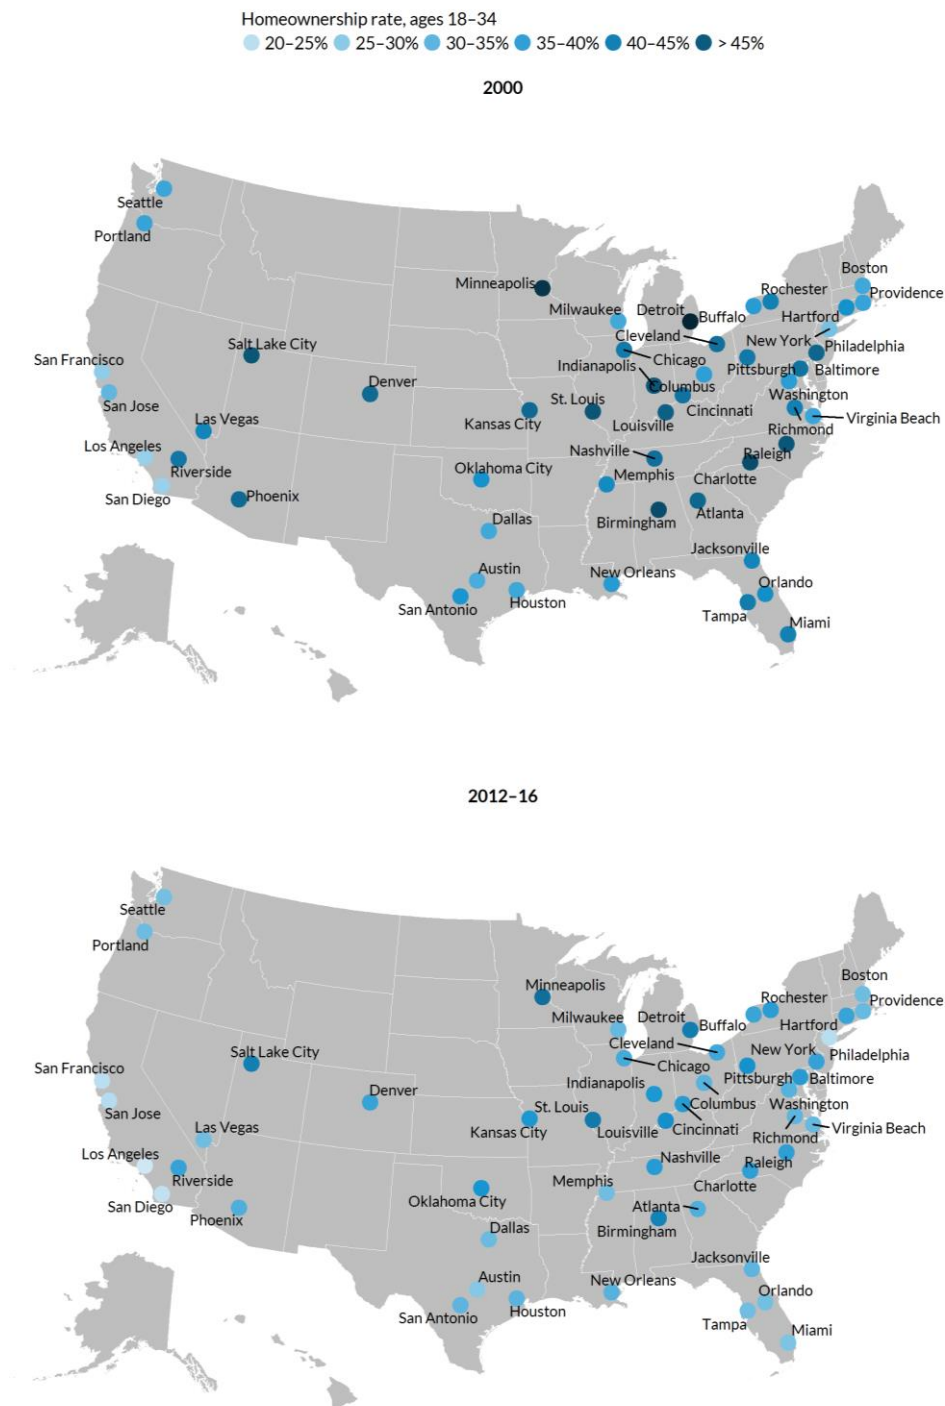 Homeownership rate, ages 18–34
20–25% 25–30% 30–35% 35–40% 40–45% > 45%
2000
Seattle
Portland
Minneapolis
Milwaukee
Detroit
Buffalo
Rochester
Boston
Providence
Hartford
Cleveland
New York
Philadelphia
Chicago
Indianapolis
Columbus
Pittsburgh
Baltimore
San Francisco
Salt Lake City
San Jose
Denver
St. Louis
Kansas City
Louisville
Cincinnati
Washington
Virginia Beach
Richmond
Las Vegas
Los Angeles
Riverside
San Diego
Phoenix
Nashville
Oklahoma City
Memphis
Raleigh
Charlotte
Dallas
Birmingham
Atlanta
Austin
San Antonio
Houston
New Orleans
Jacksonville
Orlando
Tampa
Miami
2012–16
Seattle
Portland
Minneapolis
Milwaukee
Detroit
Buffalo
Rochester
Boston
Providence
Hartford
Cleveland
New York
Philadelphia
Chicago
Indianapolis
Columbus
Pittsburgh
Baltimore
San Francisco
Salt Lake City
San Jose
Denver
St. Louis
Kansas City
Louisville
Cincinnati
Washington
Virginia Beach
Richmond
Las Vegas
Los Angeles
Riverside
San Diego
Phoenix
Nashville
Oklahoma City
Memphis
Raleigh
Charlotte
Dallas
Atlanta
Birmingham
Austin
San Antonio
Houston
New Orleans
Jacksonville
Orlando
Tampa
Miami